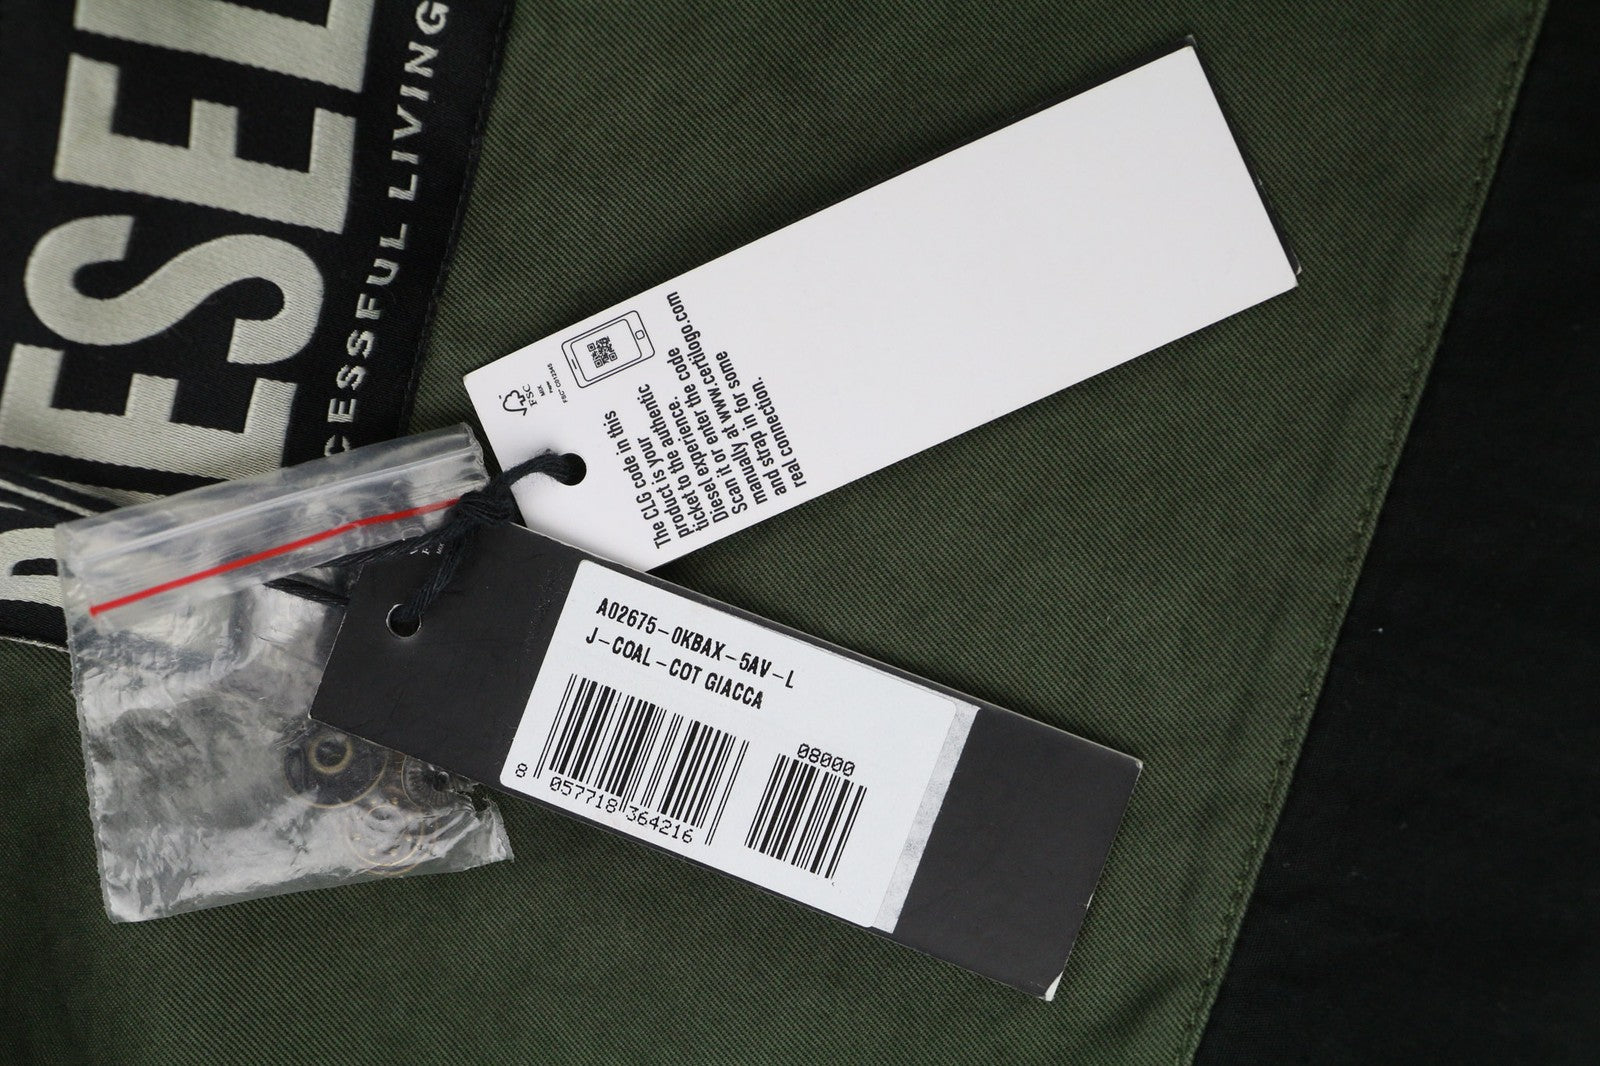 DIESEL
CESSFUL LIVING
FSC
MIX
The CLG code in this
product is your
ticket to the authentic
Diesel experience.
Scan it or enter the code
manually at www.certilogo.com
and strap in for some
real connection.
A02675-0KBAX-5AV-L
J-COAL-COT GIACCA
08000
8 057718 364216